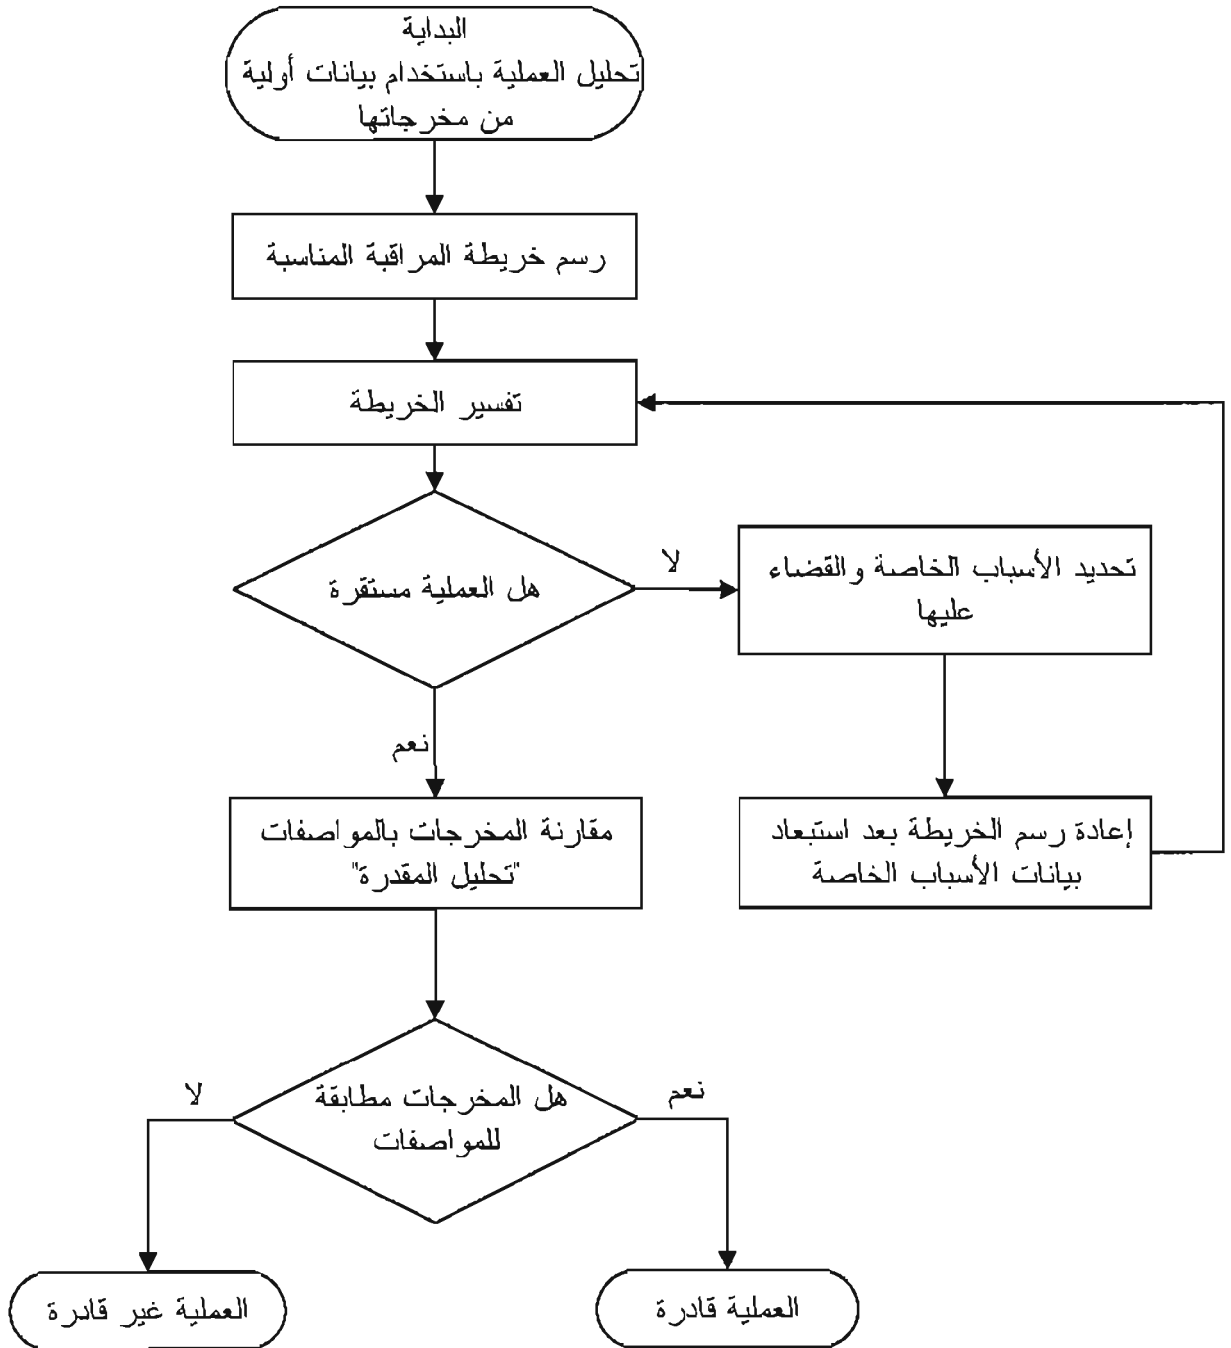 البداية
تحليل العملية باستخدام بيانات أولية
من مخرجاتها
رسم خريطة المراقبة المناسبة
تفسير الخريطة
هل العملية مستقرة
لا
تحديد الأسباب الخاصة والقضاء
عليها
نعم
إعادة رسم الخريطة بعد استبعاد
بيانات الأسباب الخاصة
مقارنة المخرجات بالمواصفات
"تحليل المقدرة"
هل المخرجات مطابقة
للمواصفات
نعم
لا
العملية قادرة
العملية غير قادرة